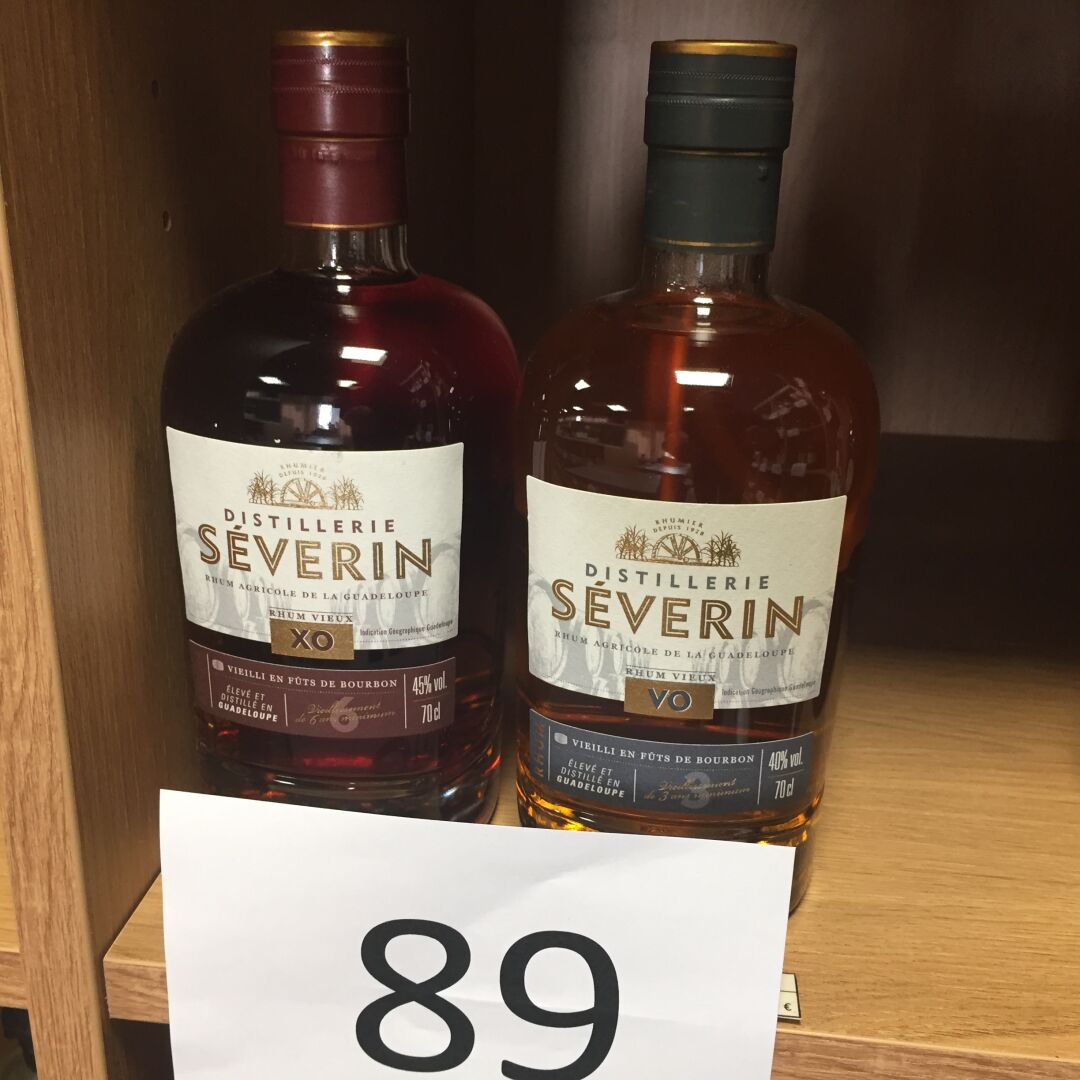 RHUMIER
DEPUIS 1928
DISTILLERIE
SÉVERIN
RHUM AGRICOLE DE LA GUADELOUPE
RHUM VIEUX
XO
Indication Géographique Guadeloupe
VIEILLI EN FÛTS DE BOURBON
ÉLEVÉ ET
DISTILLÉ EN
GUADELOUPE
6
Vieillissement
de 6 ans minimum
45% vol.
70 cl
RHUMIER
DEPUIS 1928
DISTILLERIE
SÉVERIN
RHUM AGRICOLE DE LA GUADELOUPE
RHUM VIEUX
VO
Indication Géographique Guadeloupe
RHUM
VIEILLI EN FÛTS DE BOURBON
ÉLEVÉ ET
DISTILLÉ EN
GUADELOUPE
3
Vieillissement
de 3 ans minimum
40% vol.
70 cl
89
€